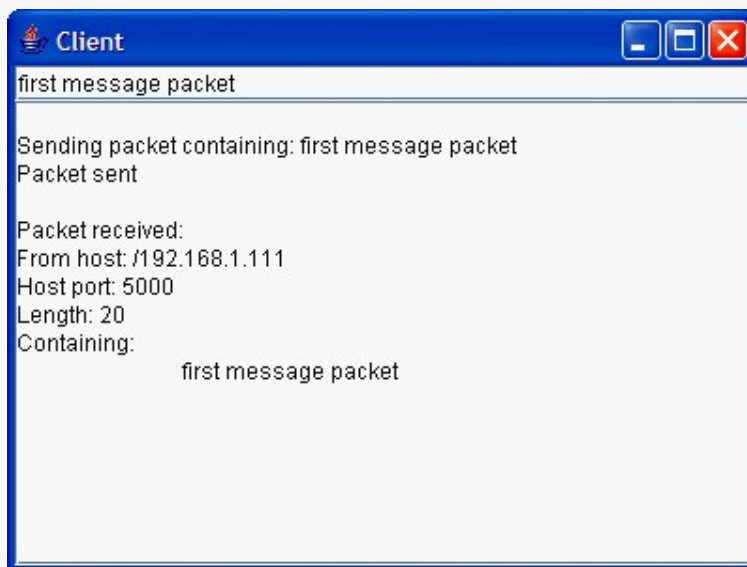 Client
first message packet
Sending packet containing: first message packet
Packet sent
Packet received:
From host: /192.168.1.111
Host port: 5000
Length: 20
Containing:
first message packet